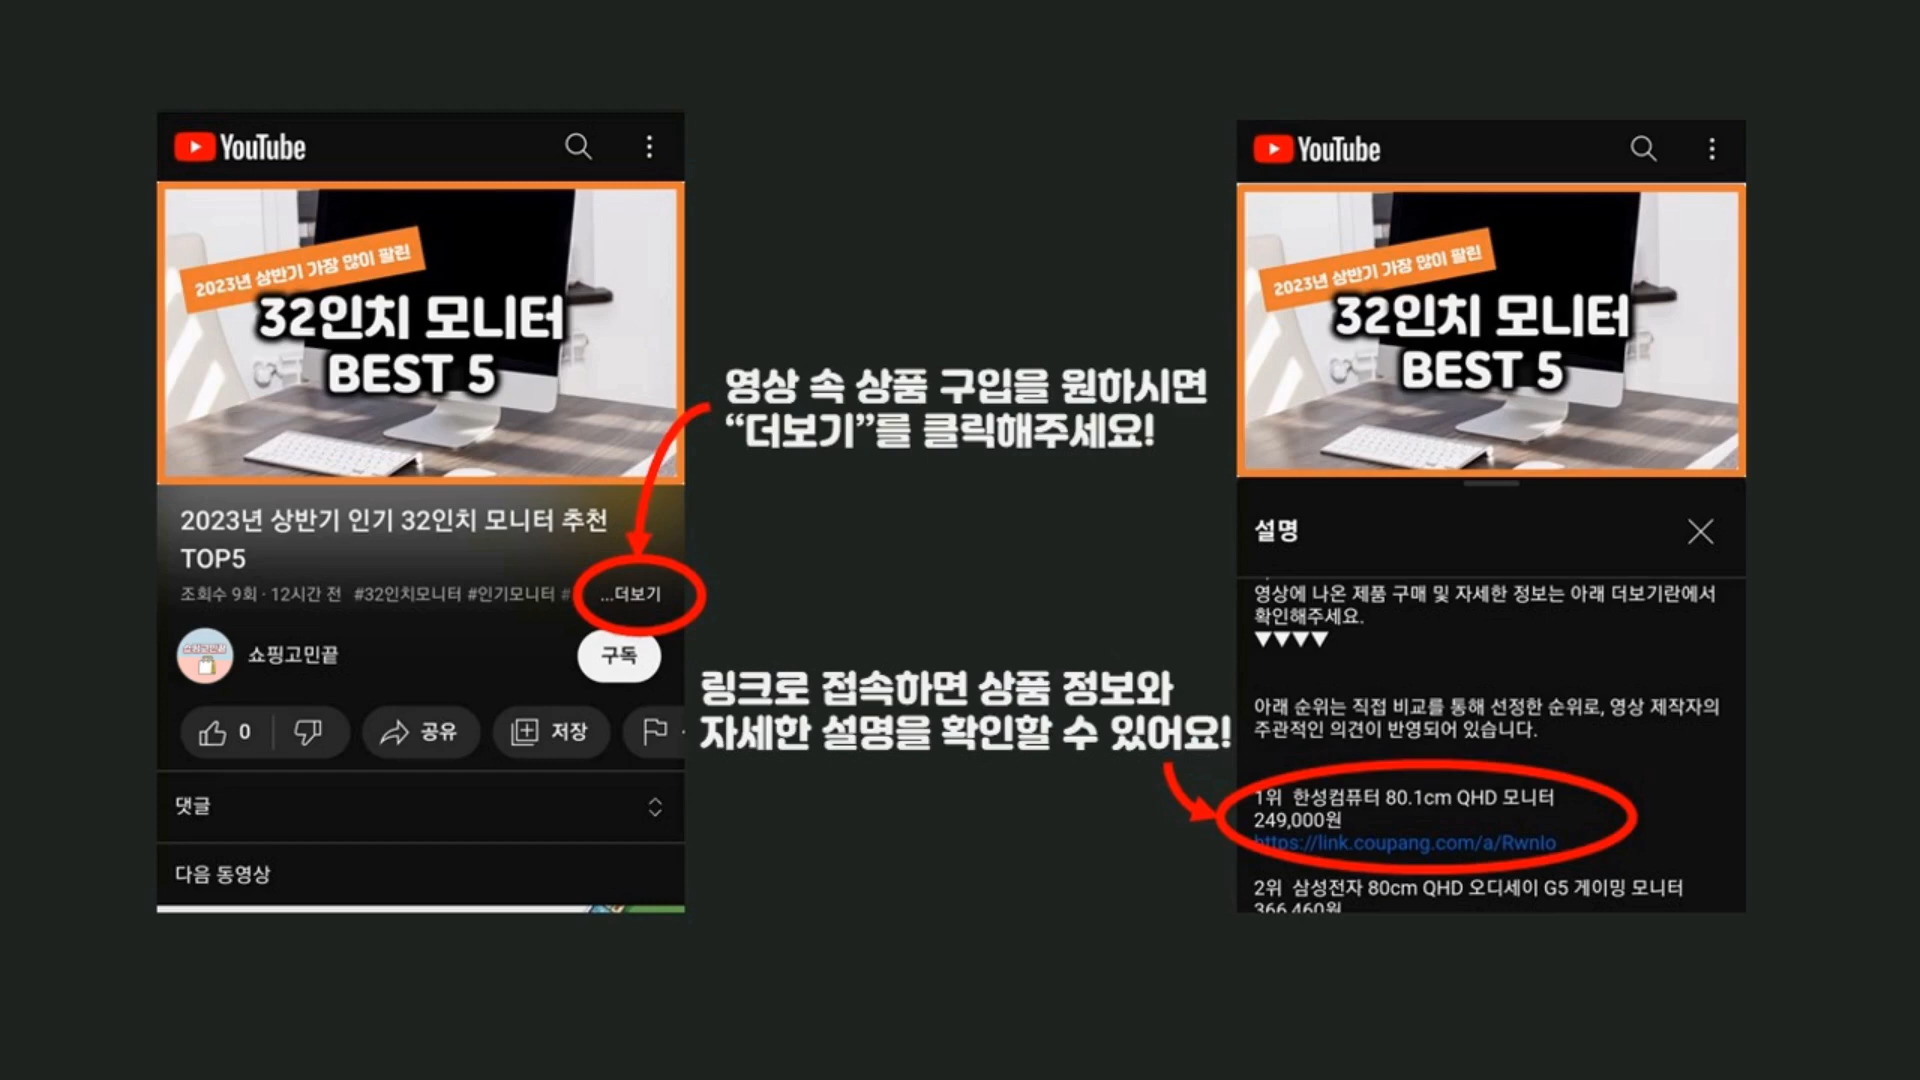 YouTube
2023년 상반기 가장 많이 팔린
32인치 모니터
BEST 5
2023년 상반기 인기 32인치 모니터 추천
TOP5
조회수 9회 · 12시간 전 #32인치모니터 #인기모니터 # ...더보기
쇼핑고민끝
쇼핑고민끝
구독
0
공유
저장
댓글
다음 동영상
영상 속 상품 구입을 원하시면
“더보기”를 클릭해주세요!
링크로 접속하면 상품 정보와
자세한 설명을 확인할 수 있어요!
YouTube
2023년 상반기 가장 많이 팔린
32인치 모니터
BEST 5
설명
영상에 나온 제품 구매 및 자세한 정보는 아래 더보기란에서
확인해주세요.
▼▼▼▼
아래 순위는 직접 비교를 통해 선정한 순위로, 영상 제작자의
주관적인 의견이 반영되어 있습니다.
1위 한성컴퓨터 80.1cm QHD 모니터
249,000원
https://link.coupang.com/a/Rwnlo
2위 삼성전자 80cm QHD 오디세이 G5 게이밍 모니터
366,460원